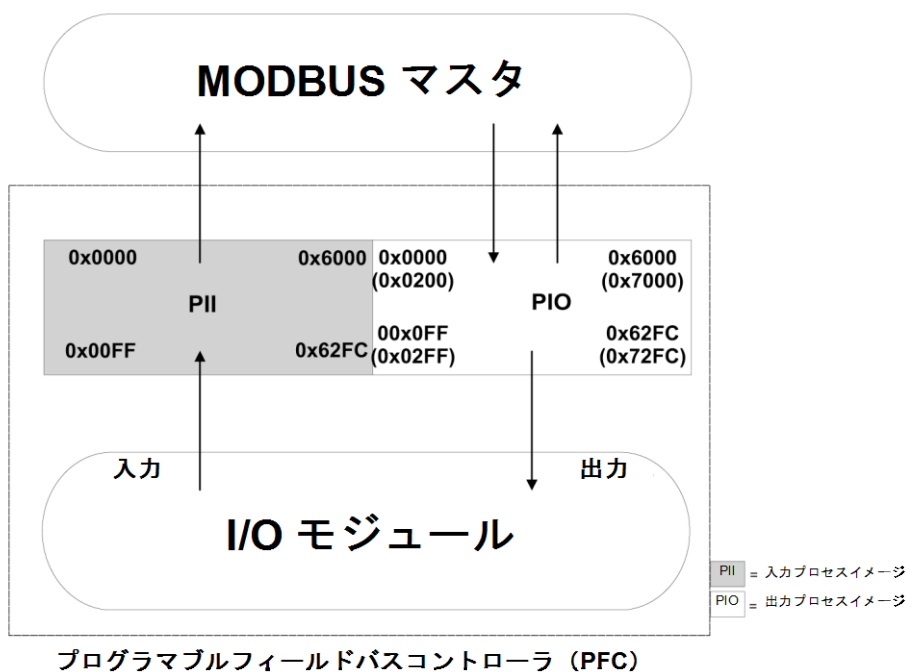 MODBUS マスタ
0x0000
0x6000
0x0000
(0x0200)
0x6000
(0x7000)
PII
PIO
0x00FF
0x62FC
00x0FF
(0x02FF)
0x62FC
(0x72FC)
入力
出力
I/O モジュール
PII = 入力プロセスイメージ
PIO = 出力プロセスイメージ
プログラマブルフィールドバスコントローラ（PFC）